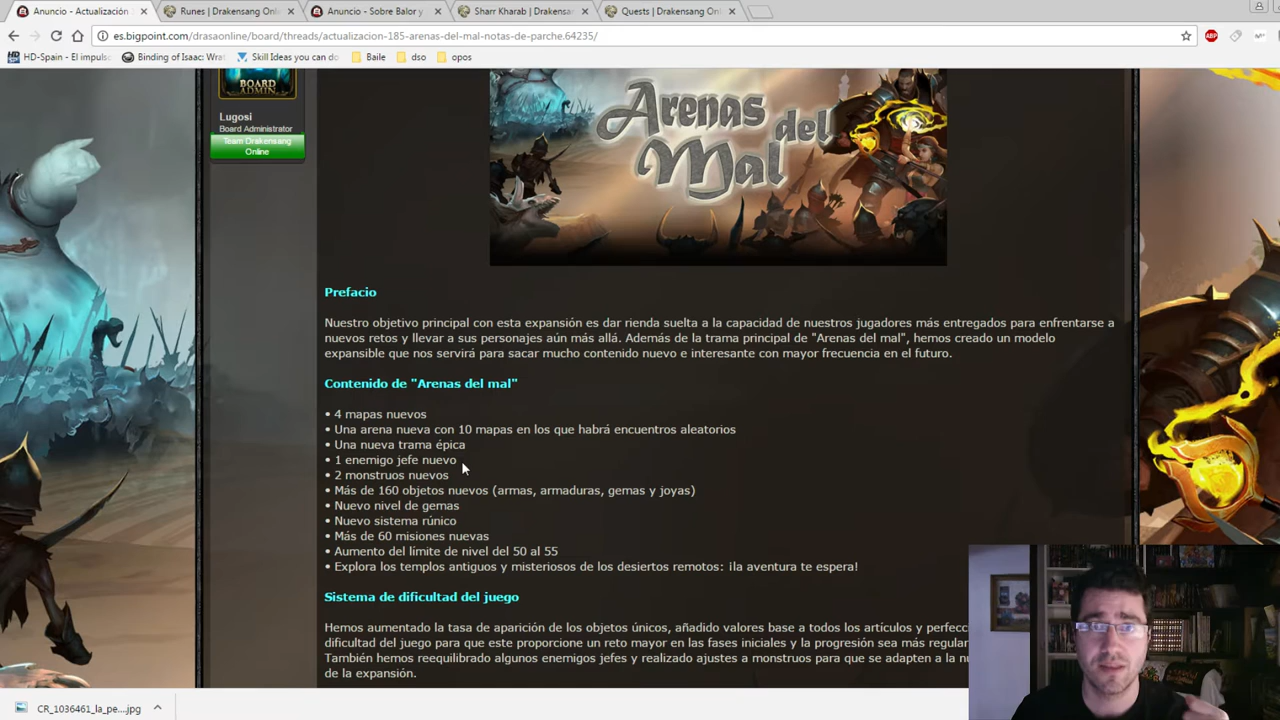 Anuncio - Actualización
Runes | Drakensang Onli
Anuncio - Sobre Balor y
Sharr Kharab | Drakensa
Quests | Drakensang Onl
es.bigpoint.com/drasaonline/board/threads/actualizacion-185-arenas-del-mal-notas-de-parche.64235/
ABP
HD-Spain - El impulso
Binding of Isaac: Wrat
Skill Ideas you can do
Baile
dso
opos
BOARD
ADMIN
Lugosi
Board Administrator
Team Drakensang
Online
Arenas
del
Mal
Prefacio
Nuestro objetivo principal con esta expansión es dar rienda suelta a la capacidad de nuestros jugadores más entregados para enfrentarse a
nuevos retos y llevar a sus personajes aún más allá. Además de la trama principal de "Arenas del mal", hemos creado un modelo
expansible que nos servirá para sacar mucho contenido nuevo e interesante con mayor frecuencia en el futuro.
Contenido de "Arenas del mal"
• 4 mapas nuevos
• Una arena nueva con 10 mapas en los que habrá encuentros aleatorios
• Una nueva trama épica
• 1 enemigo jefe nuevo
• 2 monstruos nuevos
• Más de 160 objetos nuevos (armas, armaduras, gemas y joyas)
• Nuevo nivel de gemas
• Nuevo sistema rúnico
• Más de 60 misiones nuevas
• Aumento del límite de nivel del 50 al 55
• Explora los templos antiguos y misteriosos de los desiertos remotos: ¡la aventura te espera!
Sistema de dificultad del juego
Hemos aumentado la tasa de aparición de los objetos únicos, añadido valores base a todos los artículos y perfecc
dificultad del juego para que este proporcione un reto mayor en las fases iniciales y la progresión sea más regular
También hemos reequilibrado algunos enemigos jefes y realizado ajustes a monstruos para que se adapten a la nu
de la expansión.
CR_1036461_la_pe....jpg